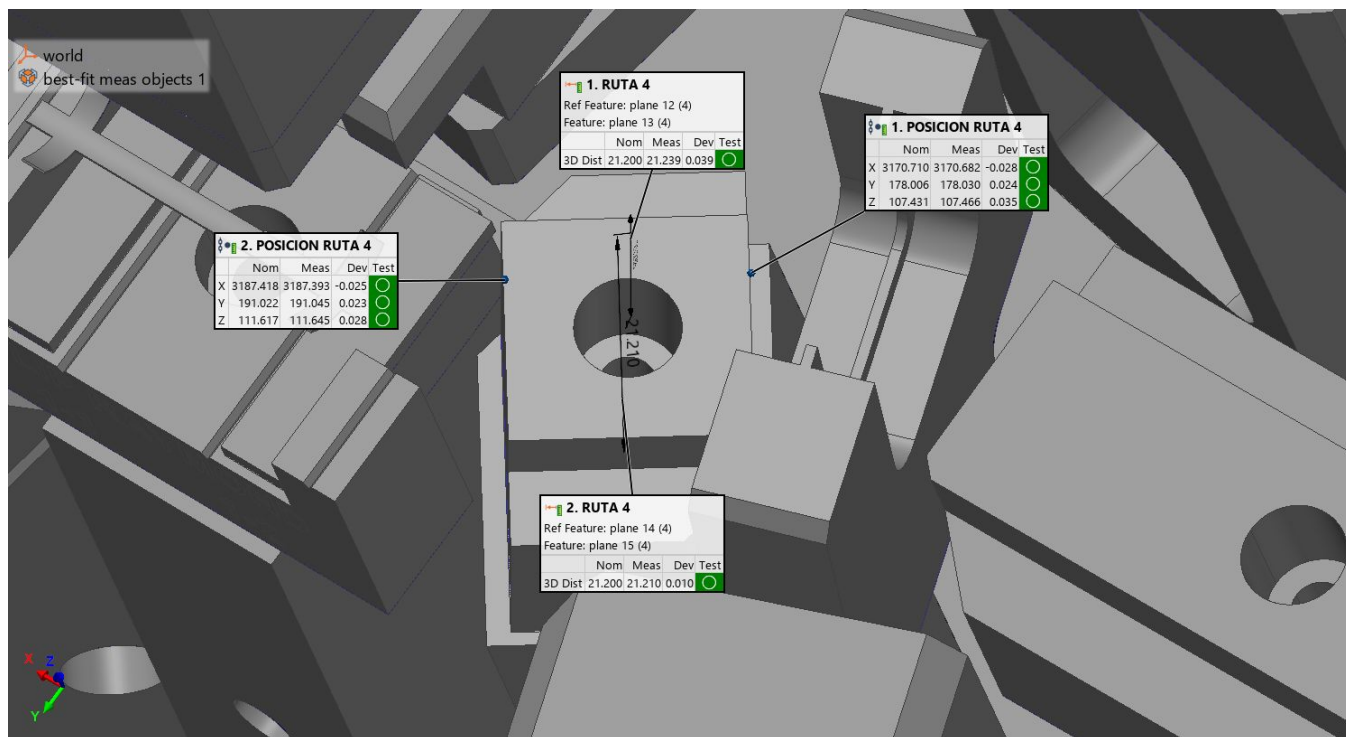 world
best-fit meas objects 1
1. RUTA 4
Ref Feature: plane 12 (4)
Feature: plane 13 (4)
Nom Meas Dev Test
3D Dist 21.200 21.239 0.039
1. POSICION RUTA 4
Nom Meas Dev Test
X 3170.710 3170.682 -0.028
Y 178.006 178.030 0.024
Z 107.431 107.466 0.035
2. POSICION RUTA 4
Nom Meas Dev Test
X 3187.418 3187.393 -0.025
Y 191.022 191.045 0.023
Z 111.617 111.645 0.028
21.210
2. RUTA 4
Ref Feature: plane 14 (4)
Feature: plane 15 (4)
Nom Meas Dev Test
3D Dist 21.200 21.210 0.010
X
Z
Y